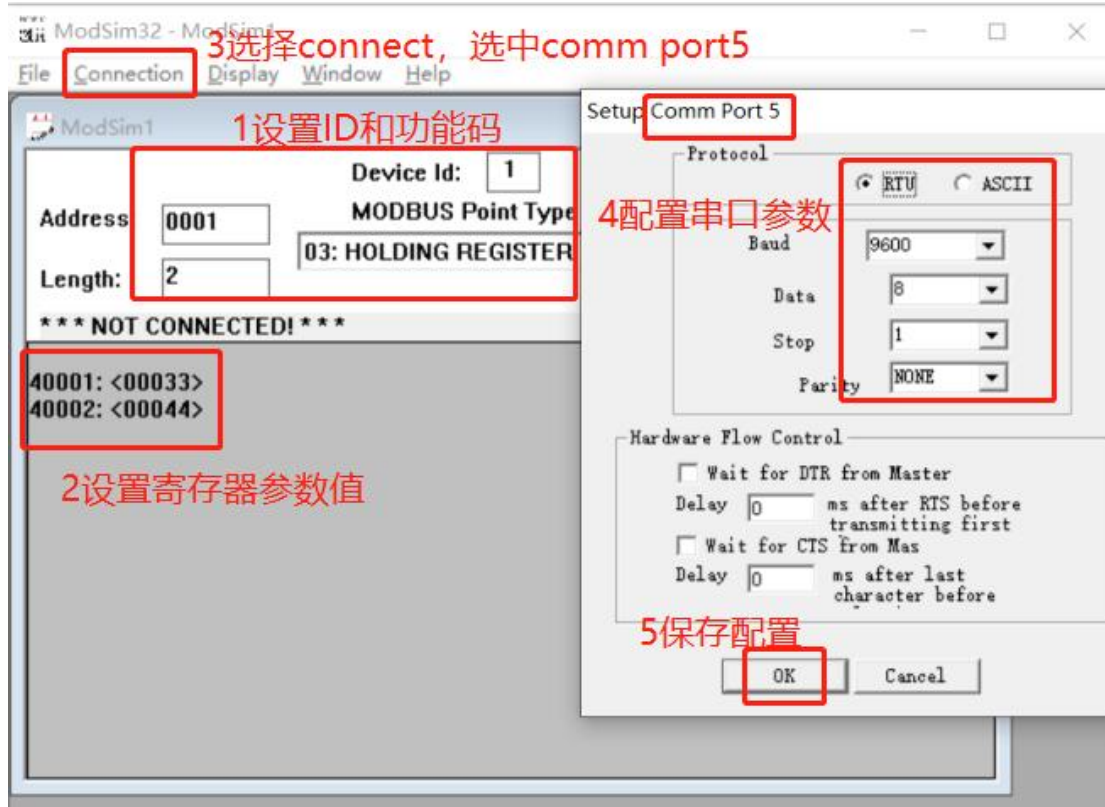 ModSim32 - ModSim1
3选择connect，选中comm port5
File Connection Display Window Help
ModSim1
1设置ID和功能码
Device Id: 1
Address 0001
MODBUS Point Type
03: HOLDING REGISTER
Length: 2
* * * NOT CONNECTED! * * *
40001: <00033>
40002: <00044>
2设置寄存器参数值
Setup Comm Port 5
Protocol
RTU ASCII
4配置串口参数
Baud 9600
Data 8
Stop 1
Parity NONE
Hardware Flow Control
Wait for DTR from Master
Delay 0 ms after RTS before
transmitting first
Wait for CTS from Mas
Delay 0 ms after last
character before
5保存配置
OK Cancel